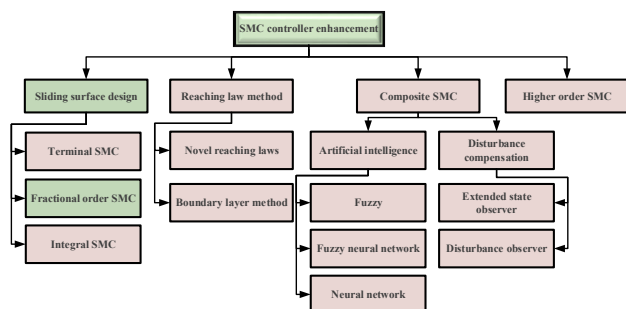 SMC controller enhancement
Sliding surface design
Reaching law method
Composite SMC
Higher order SMC
Terminal SMC
Novel reaching laws
Artificial intelligence
Disturbance
compensation
Fractional order SMC
Boundary layer method
Fuzzy
Extended state
observer
Integral SMC
Fuzzy neural network
Disturbance observer
Neural network